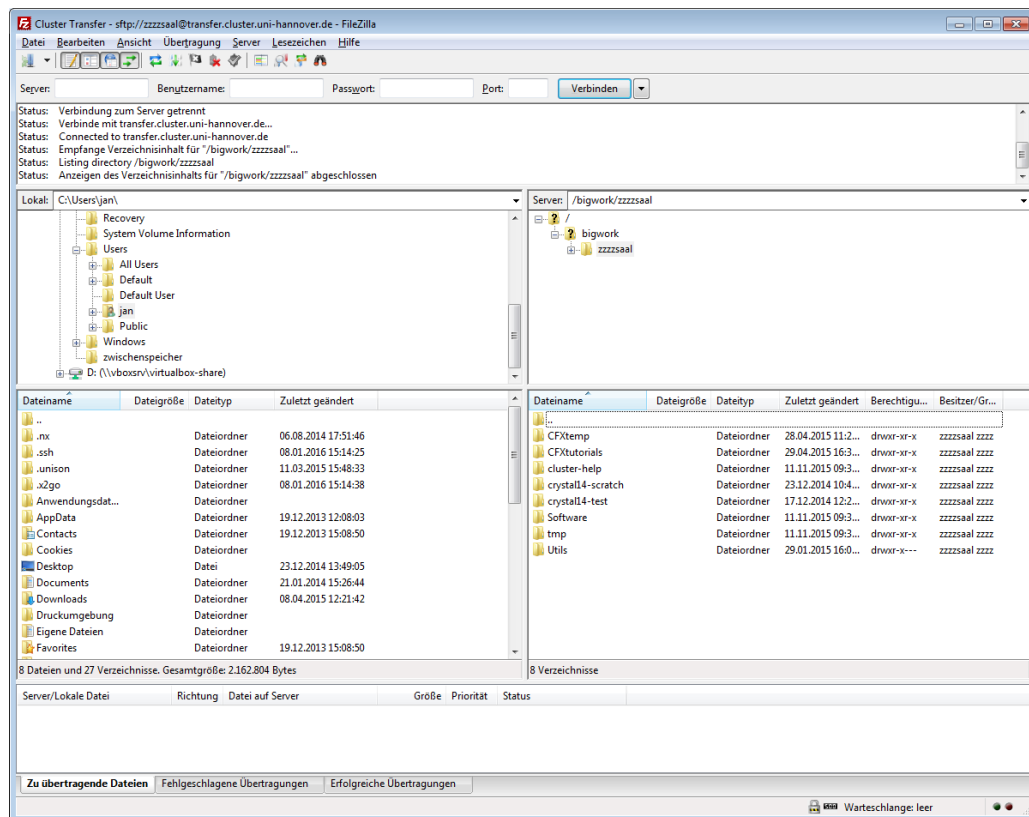 Cluster Transfer - sftp://zzzzsaal@transfer.cluster.uni-hannover.de - FileZilla
Datei Bearbeiten Ansicht Übertragung Server Lesezeichen Hilfe
Server: Benutzername: Passwort: Port: Verbinden
Status: Verbindung zum Server getrennt
Status: Verbinde mit transfer.cluster.uni-hannover.de...
Status: Connected to transfer.cluster.uni-hannover.de
Status: Empfange Verzeichnisinhalt für "/bigwork/zzzzsaal"...
Status: Listing directory /bigwork/zzzzsaal
Status: Anzeigen des Verzeichnisinhalts für "/bigwork/zzzzsaal" abgeschlossen
Lokal: C:\Users\jan\
Recovery
System Volume Information
Users
All Users
Default
Default User
jan
Public
Windows
zwischenspeicher
D: (\\vboxsrv\virtualbox-share)
Server: /bigwork/zzzzsaal
/
bigwork
zzzzsaal
Dateiname Dateigröße Dateityp Zuletzt geändert
..
.nx Dateiordner 06.08.2014 17:51:46
.ssh Dateiordner 08.01.2016 15:14:25
.unison Dateiordner 11.03.2015 15:48:33
.x2go Dateiordner 08.01.2016 15:14:38
Anwendungsdat... Dateiordner
AppData Dateiordner 19.12.2013 12:08:03
Contacts Dateiordner 19.12.2013 15:08:50
Cookies Dateiordner
Desktop Datei 23.12.2014 13:49:05
Documents Dateiordner 21.01.2014 15:26:44
Downloads Dateiordner 08.04.2015 12:21:42
Druckumgebung Dateiordner
Eigene Dateien Dateiordner
Favorites Dateiordner 19.12.2013 15:08:50
8 Dateien und 27 Verzeichnisse. Gesamtgröße: 2.162.804 Bytes
Dateiname Dateigröße Dateityp Zuletzt geändert Berechtigu... Besitzer/Gr...
..
CFXtemp Dateiordner 28.04.2015 11:2... drwxr-xr-x zzzzsaal zzzz
CFXtutorials Dateiordner 29.04.2015 16:3... drwxr-xr-x zzzzsaal zzzz
cluster-help Dateiordner 11.11.2015 09:3... drwxr-xr-x zzzzsaal zzzz
crystal14-scratch Dateiordner 23.12.2014 10:4... drwxr-xr-x zzzzsaal zzzz
crystal14-test Dateiordner 17.12.2014 12:2... drwxr-xr-x zzzzsaal zzzz
Software Dateiordner 11.11.2015 09:3... drwxr-xr-x zzzzsaal zzzz
tmp Dateiordner 11.11.2015 09:3... drwxr-xr-x zzzzsaal zzzz
Utils Dateiordner 29.01.2015 16:0... drwxr-x--- zzzzsaal zzzz
8 Verzeichnisse
Server/Lokale Datei Richtung Datei auf Server Größe Priorität Status
Zu übertragende Dateien Fehlgeschlagene Übertragungen Erfolgreiche Übertragungen
Warteschlange: leer